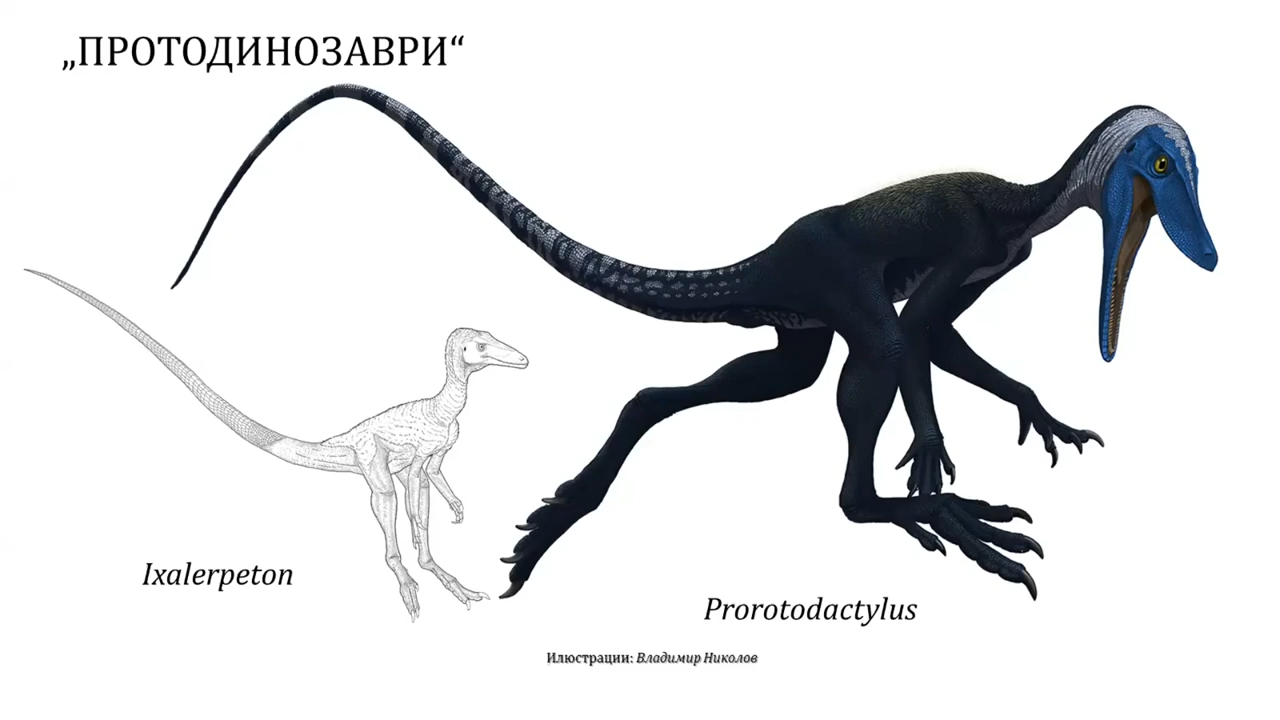 „ПРОТОДИНОЗАВРИ“
Ixalerpeton
Prorotodactylus
Илюстрации: Владимир Николов